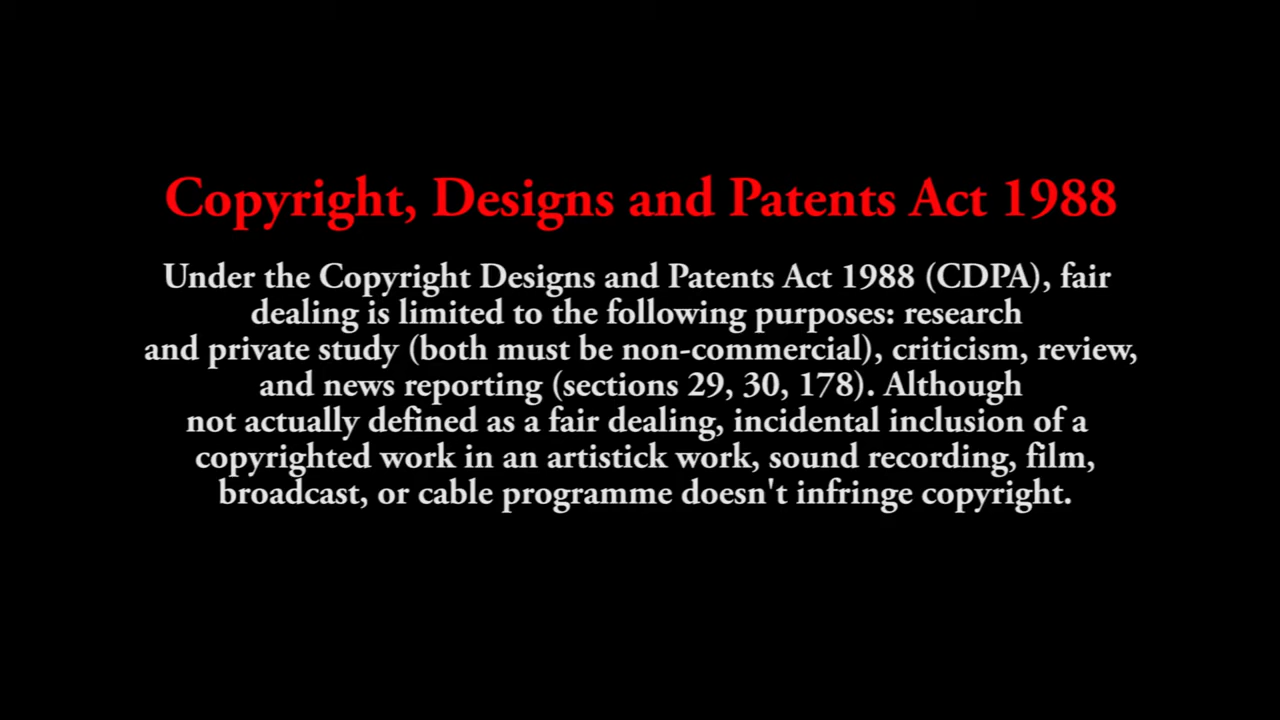 Copyright, Designs and Patents Act 1988
Under the Copyright Designs and Patents Act 1988 (CDPA), fair
dealing is limited to the following purposes: research
and private study (both must be non-commercial), criticism, review,
and news reporting (sections 29, 30, 178). Although
not actually defined as a fair dealing, incidental inclusion of a
copyrighted work in an artistick work, sound recording, film,
broadcast, or cable programme doesn't infringe copyright.